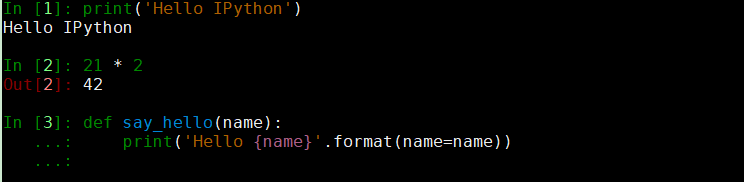 In [1]: print('Hello IPython')
Hello IPython
In [2]: 21 * 2
Out[2]: 42
In [3]: def say_hello(name):
   ...:     print('Hello {name}'.format(name=name))
   ...: